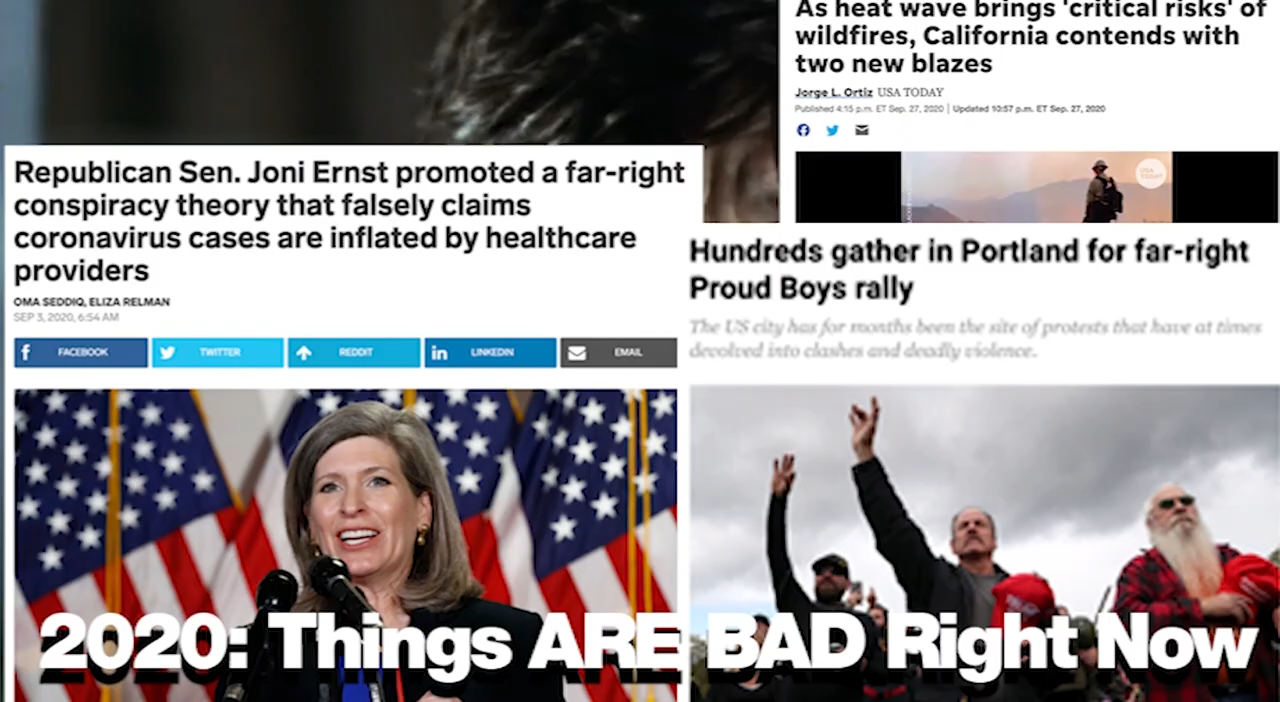 As heat wave brings 'critical risks' of
wildfires, California contends with
two new blazes
Jorge L. Ortiz USA TODAY
Published 4:15 p.m. ET Sep. 27, 2020 | Updated 10:57 p.m. ET Sep. 27, 2020
USA
TODAY
Republican Sen. Joni Ernst promoted a far-right
conspiracy theory that falsely claims
coronavirus cases are inflated by healthcare
providers
OMA SEDDIQ, ELIZA RELMAN
SEP 3, 2020, 6:54 AM
FACEBOOK
TWITTER
REDDIT
LINKEDIN
EMAIL
Hundreds gather in Portland for far-right
Proud Boys rally
The US city has for months been the site of protests that have at times
devolved into clashes and deadly violence.
2020: Things ARE BAD Right Now